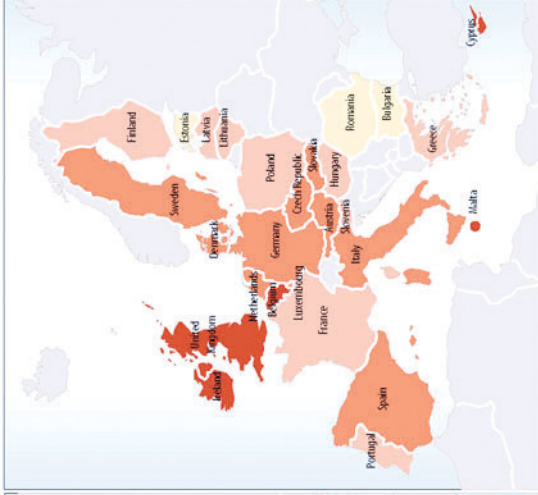 Finland
Sweden
Estonia
Latvia
Lithuania
Denmark
United
Kingdom
Ireland
Netherlands
Belgium
Luxembourg
Germany
Poland
Czech Republic
Slovakia
Austria
Hungary
Slovenia
Romania
Bulgaria
France
Italy
Spain
Portugal
Greece
Malta
Cyprus